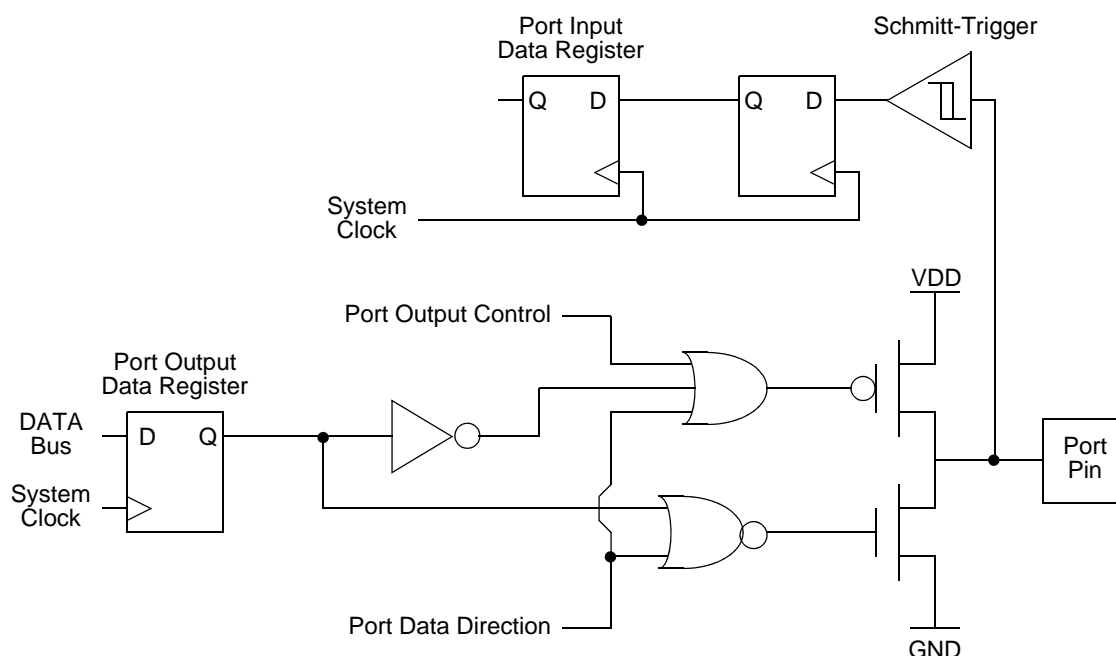 Port Input
Data Register
Schmitt-Trigger
Q D
Q D
System
Clock
VDD
Port Output Control
Port Output
Data Register
DATA
Bus
D Q
System
Clock
Port
Pin
Port Data Direction
GND